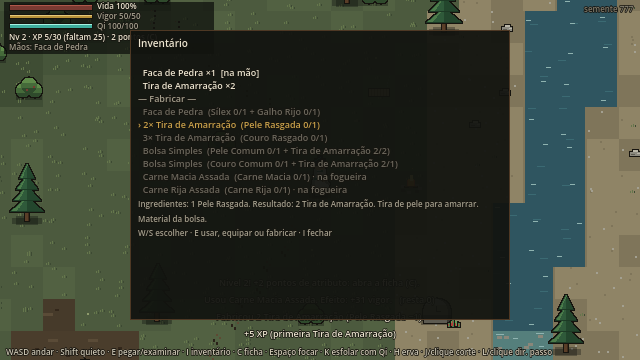 Vida 100%
semente 777
Vigor 50/50
Qi 100/100
Nv 2 · XP 5/30 (faltam 25) · 2 por
Mãos: Faca de Pedra
Inventário
Faca de Pedra ×1 [na mão]
Tira de Amarração ×2
— Fabricar —
Faca de Pedra (Sílex 0/1 + Galho Rijo 0/1)
› 2× Tira de Amarração (Pele Rasgada 0/1)
3× Tira de Amarração (Couro Rasgado 0/1)
Bolsa Simples (Pele Comum 0/1 + Tira de Amarração 2/2)
Bolsa Simples (Couro Comum 0/1 + Tira de Amarração 2/1)
Carne Macia Assada (Carne Macia 0/1) · na fogueira
Carne Rija Assada (Carne Rija 0/1) · na fogueira
Ingredientes: 1 Pele Rasgada. Resultado: 2 Tira de Amarração. Tira de pele para amarrar.
Material da bolsa.
W/S escolher · E usar, equipar ou fabricar · I fechar
+5 XP (primeira Tira de Amarração)
WASD andar · Shift quieto · E pegar/examinar · I inventário · C ficha · Espaço focar · K esfolar com Qi · H erva · J/clique corte · L/clique dir. passo